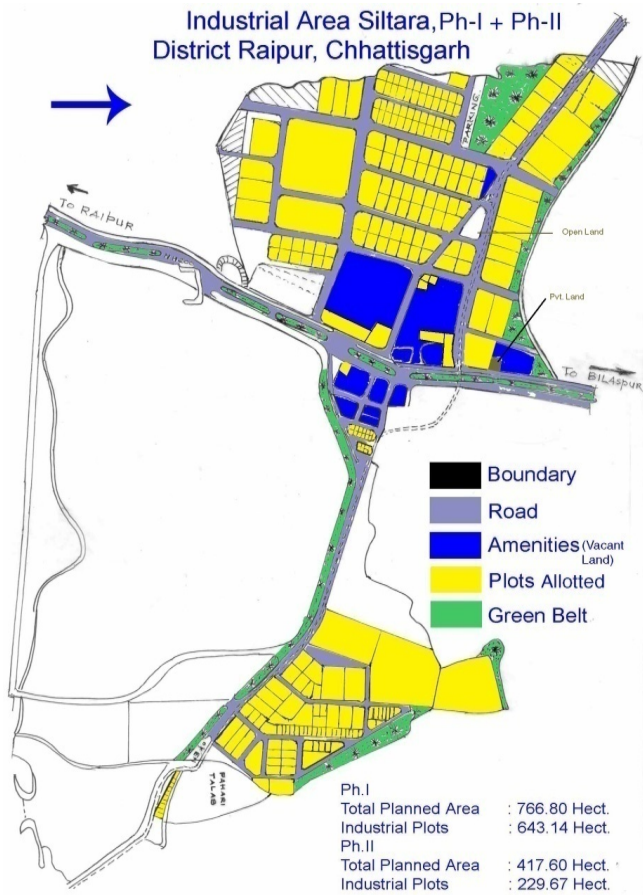 Industrial Area Siltara, Ph-I + Ph-II
District Raipur, Chhattisgarh
PARKING
TO RAIPUR
Open Land
Pvt. Land
TO BILASPUR
Boundary
Road
Amenities (Vacant Land)
Plots Allotted
Green Belt
OPEN
PAHARI
TALAB
Ph.I
Total Planned Area : 766.80 Hect.
Industrial Plots : 643.14 Hect.
Ph.II
Total Planned Area : 417.60 Hect.
Industrial Plots : 229.67 Hect.